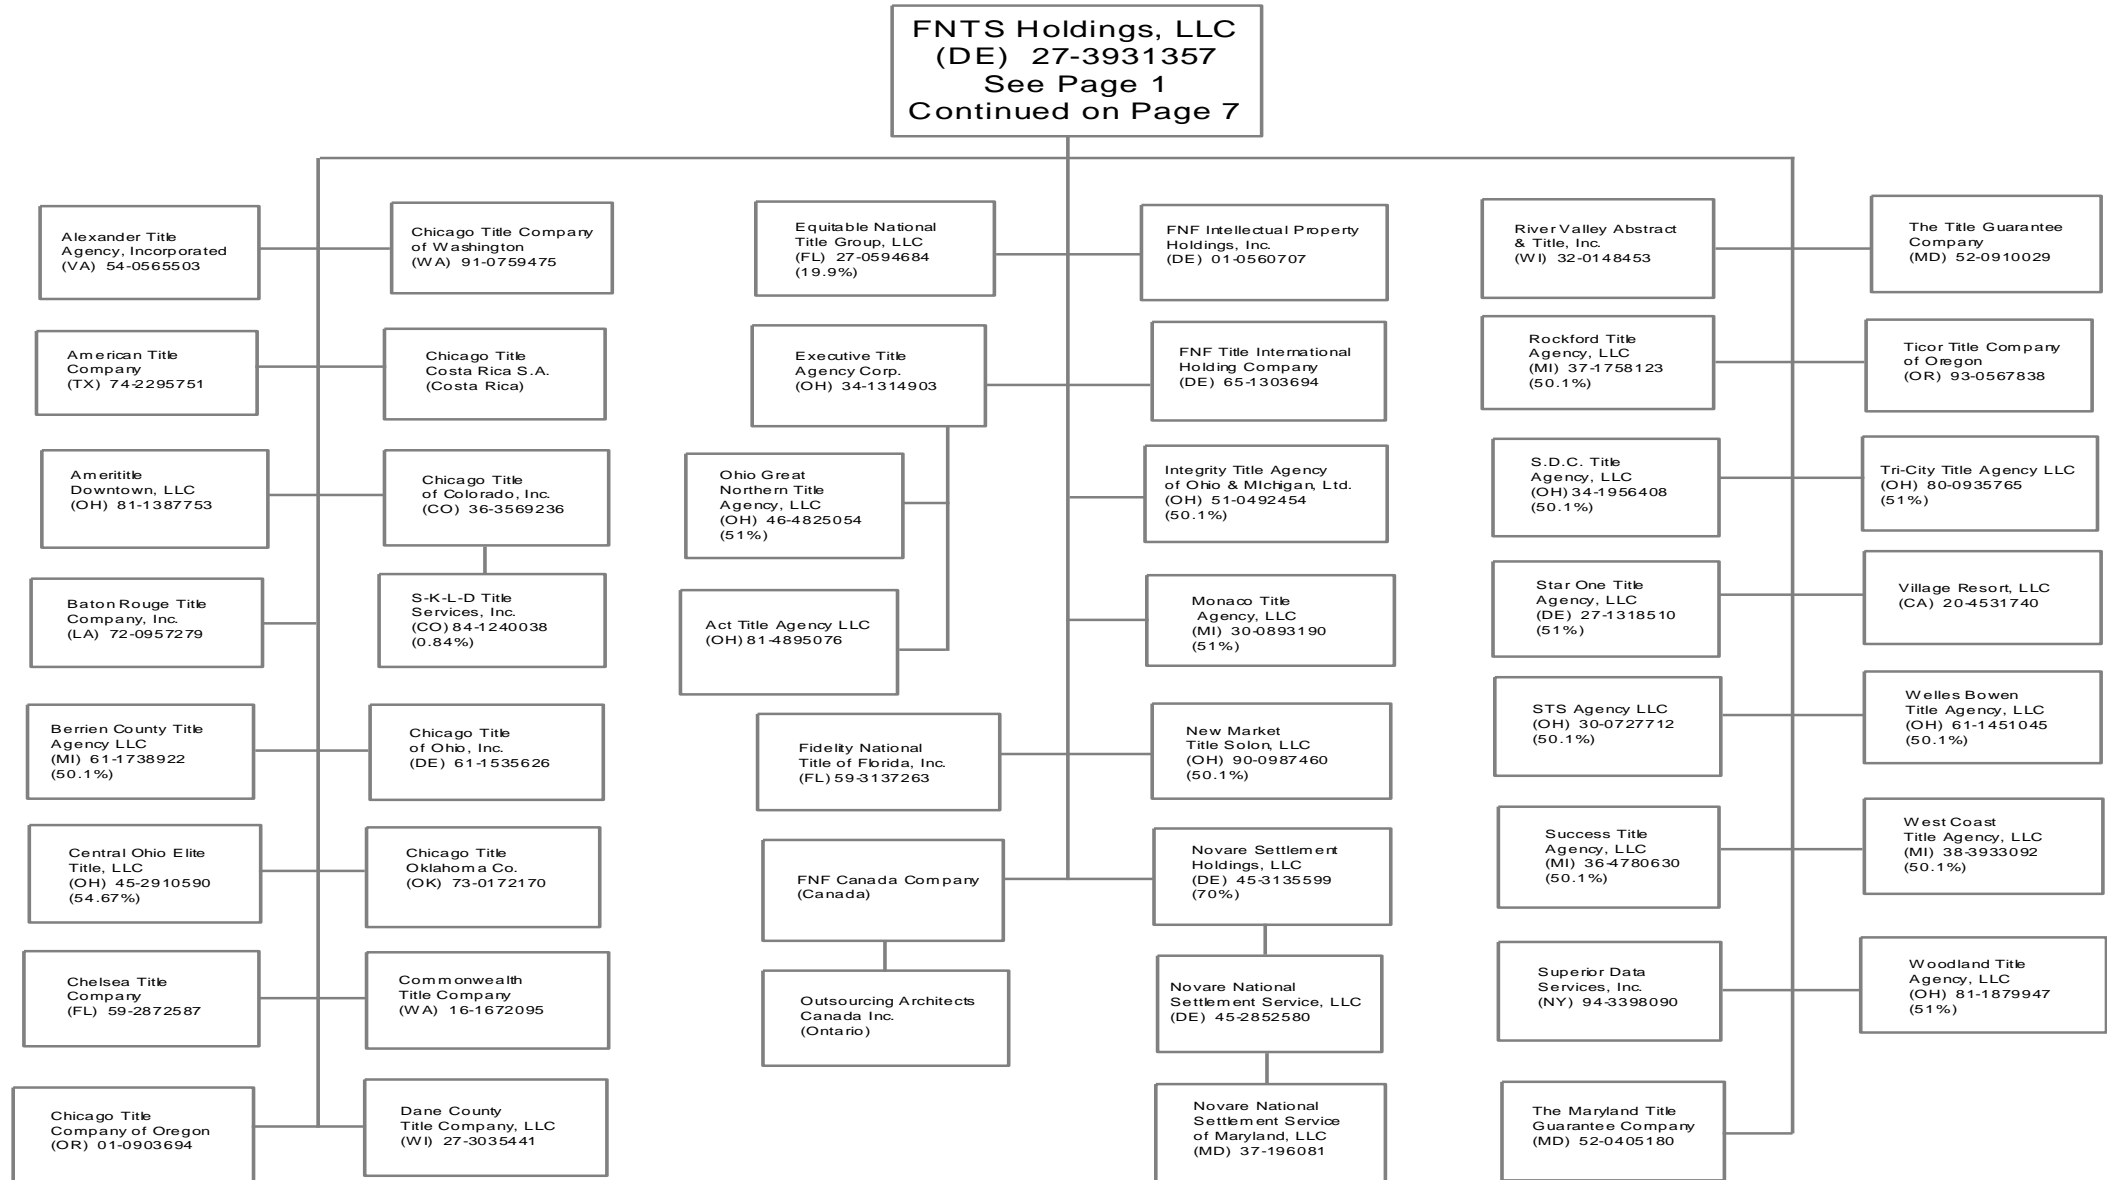 FNTS Holdings, LLC
(DE) 27-3931357
See Page 1
Continued on Page 7
Alexander Title
Agency, Incorporated
(VA) 54-0565503
Chicago Title Company
of Washington
(WA) 91-0759475
American Title
Company
(TX) 74-2295751
Chicago Title
Costa Rica S.A.
(Costa Rica)
Amerititle
Downtown, LLC
(OH) 81-1387753
Chicago Title
of Colorado, Inc.
(CO) 36-3569236
Baton Rouge Title
Company, Inc.
(LA) 72-0957279
S-K-L-D Title
Services, Inc.
(CO) 84-1240038
(0.84%)
Berrien County Title
Agency LLC
(MI) 61-1738922
(50.1%)
Chicago Title
of Ohio, Inc.
(DE) 61-1535626
Central Ohio Elite
Title, LLC
(OH) 45-2910590
(54.67%)
Chicago Title
Oklahoma Co.
(OK) 73-0172170
Chelsea Title
Company
(FL) 59-2872587
Commonwealth
Title Company
(WA) 16-1672095
Chicago Title
Company of Oregon
(OR) 01-0903694
Dane County
Title Company, LLC
(WI) 27-3035441
Equitable National
Title Group, LLC
(FL) 27-0594684
(19.9%)
FNF Intellectual Property
Holdings, Inc.
(DE) 01-0560707
Executive Title
Agency Corp.
(OH) 34-1314903
FNF Title International
Holding Company
(DE) 65-1303694
Ohio Great
Northern Title
Agency, LLC
(OH) 46-4825054
(51%)
Integrity Title Agency
of Ohio & MIchigan, Ltd.
(OH) 51-0492454
(50.1%)
Act Title Agency LLC
(OH) 81-4895076
Monaco Title
Agency, LLC
(MI) 30-0893190
(51%)
Fidelity National
Title of Florida, Inc.
(FL) 59-3137263
New Market
Title Solon, LLC
(OH) 90-0987460
(50.1%)
FNF Canada Company
(Canada)
Novare Settlement
Holdings, LLC
(DE) 45-3135599
(70%)
Outsourcing Architects
Canada Inc.
(Ontario)
Novare National
Settlement Service, LLC
(DE) 45-2852580
Novare National
Settlement Service
of Maryland, LLC
(MD) 37-196081
River Valley Abstract
& Title, Inc.
(WI) 32-0148453
The Title Guarantee
Company
(MD) 52-0910029
Rockford Title
Agency, LLC
(MI) 37-1758123
(50.1%)
Ticor Title Company
of Oregon
(OR) 93-0567838
S.D.C. Title
Agency, LLC
(OH) 34-1956408
(50.1%)
Tri-City Title Agency LLC
(OH) 80-0935765
(51%)
Star One Title
Agency, LLC
(DE) 27-1318510
(51%)
Village Resort, LLC
(CA) 20-4531740
STS Agency LLC
(OH) 30-0727712
(50.1%)
Welles Bowen
Title Agency, LLC
(OH) 61-1451045
(50.1%)
Success Title
Agency, LLC
(MI) 36-4780630
(50.1%)
West Coast
Title Agency, LLC
(MI) 38-3933092
(50.1%)
Superior Data
Services, Inc.
(NY) 94-3398090
Woodland Title
Agency, LLC
(OH) 81-1879947
(51%)
The Maryland Title
Guarantee Company
(MD) 52-0405180